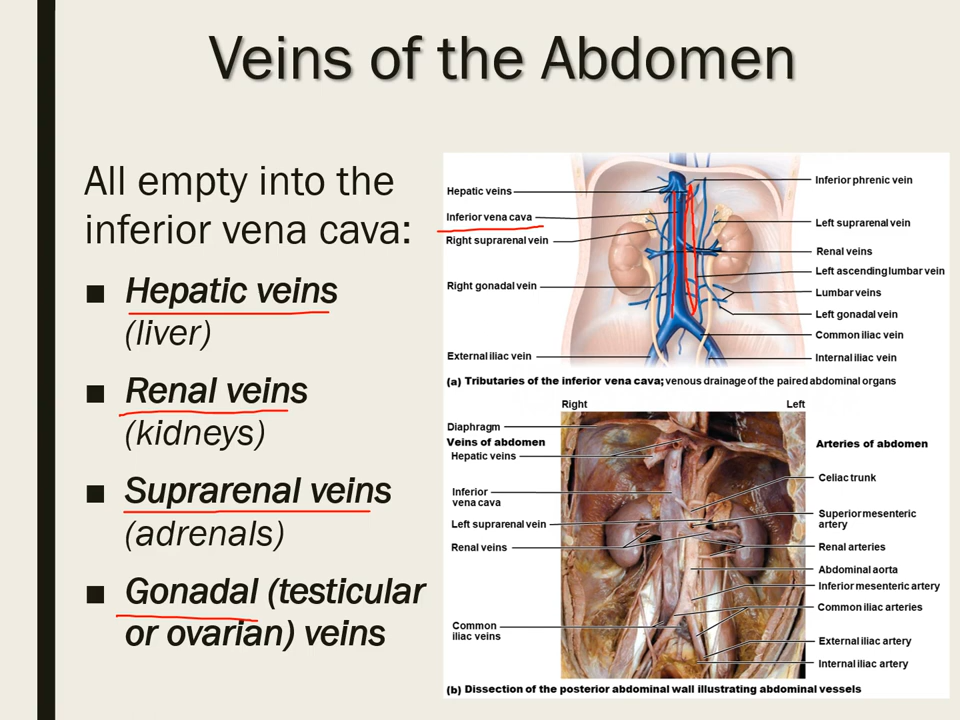 Veins of the Abdomen
All empty into the
inferior vena cava:
■ Hepatic veins
(liver)
■ Renal veins
(kidneys)
■ Suprarenal veins
(adrenals)
■ Gonadal (testicular
or ovarian) veins
Hepatic veins
Inferior vena cava
Right suprarenal vein
Right gonadal vein
External iliac vein
Inferior phrenic vein
Left suprarenal vein
Renal veins
Left ascending lumbar vein
Lumbar veins
Left gonadal vein
Common iliac vein
Internal iliac vein
(a) Tributaries of the inferior vena cava; venous drainage of the paired abdominal organs
Right
Left
Diaphragm
Veins of abdomen
Hepatic veins
Inferior
vena cava
Left suprarenal vein
Renal veins
Common
iliac veins
Arteries of abdomen
Celiac trunk
Superior mesenteric
artery
Renal arteries
Abdominal aorta
Inferior mesenteric artery
Common iliac arteries
External iliac artery
Internal iliac artery
(b) Dissection of the posterior abdominal wall illustrating abdominal vessels